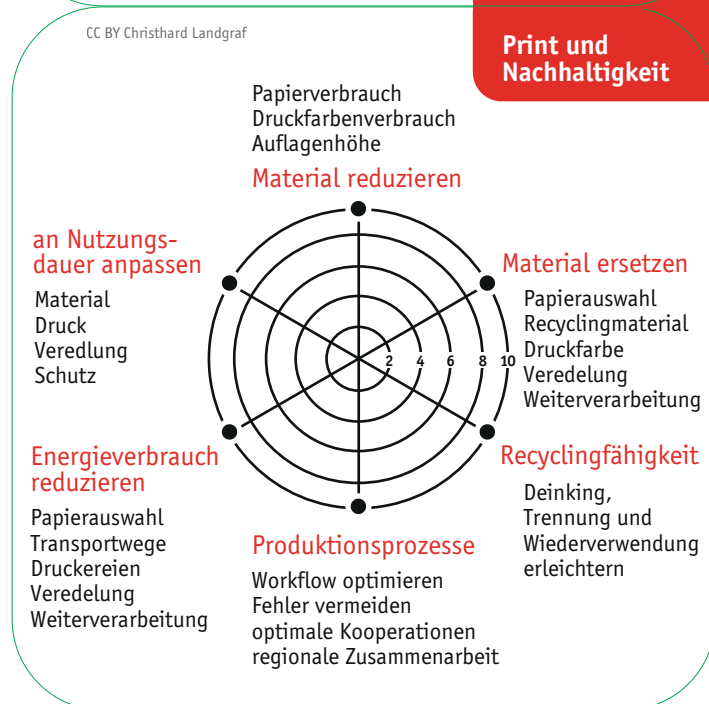 CC BY Christhard Landgraf
Print und
Nachhaltigkeit
Papierverbrauch
Druckfarbenverbrauch
Auflagenhöhe
Material reduzieren
an Nutzungs-
dauer anpassen
Material
Druck
Veredlung
Schutz
Material ersetzen
Papierauswahl
Recyclingmaterial
Druckfarbe
Veredelung
Weiterverarbeitung
2 4 6 8 10
Energieverbrauch
reduzieren
Papierauswahl
Transportwege
Druckereien
Veredelung
Weiterverarbeitung
Produktionsprozesse
Workflow optimieren
Fehler vermeiden
optimale Kooperationen
regionale Zusammenarbeit
Recyclingfähigkeit
Deinking,
Trennung und
Wiederverwendung
erleichtern